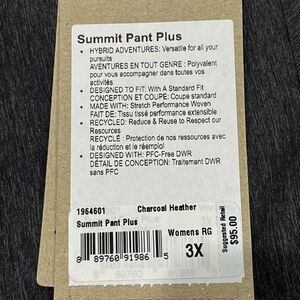 Summit Pant Plus
• HYBRID ADVENTURES: Versatile for all your
pursuits
AVENTURES EN TOUT GENRE : Polyvalent
pour vous accompagner dans toutes vos
activités
• DESIGNED TO FIT: With A Standard Fit
CONCEPTION ET COUPE: Coupe standard
• MADE WITH: Stretch Performance Woven
FAIT DE: Tissu tissé performance extensible
• RECYCLED: Reduce & Reuse to Respect our
Resources
RECYCLÉ : Protection de nos ressources avec
la réduction et le réemploi
• DESIGNED WITH: PFC-Free DWR
DÉTAIL DE CONCEPTION: Traitement DWR
sans PFC
1964601 Charcoal Heather
Summit Pant Plus
Womens RG
3X
8 89760 91986 5
Suggested Retail
$95.00